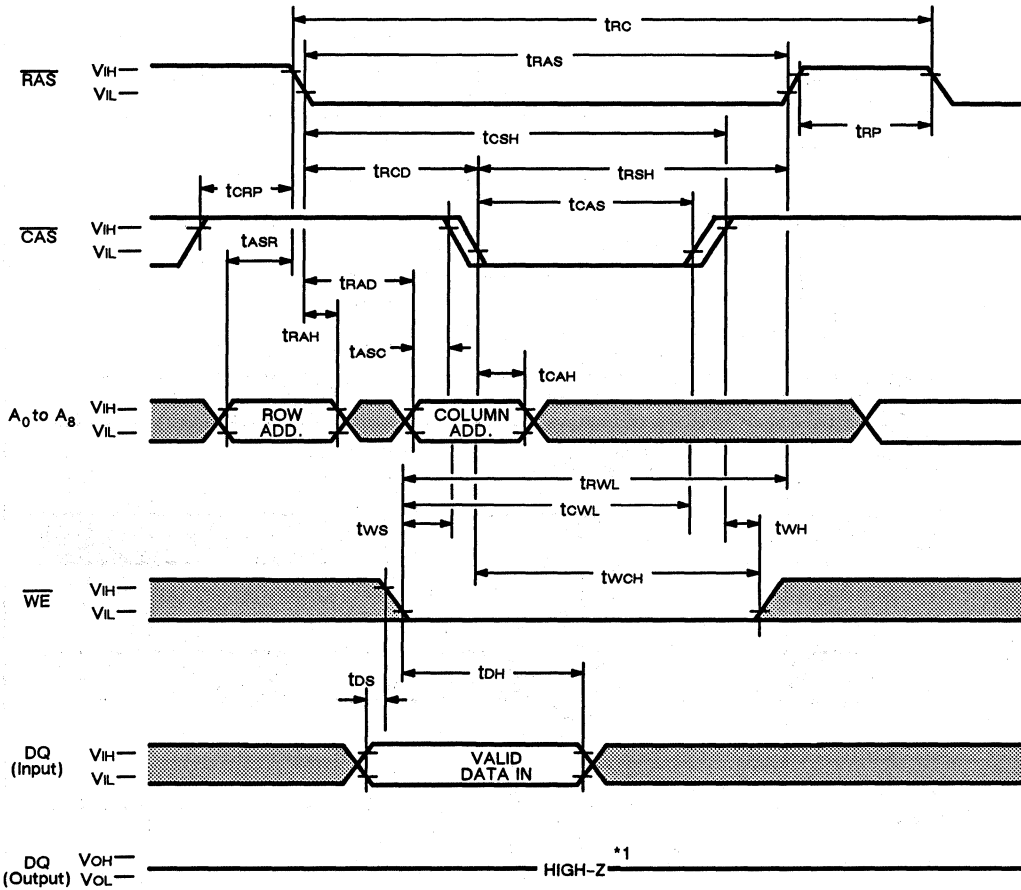 tRC
tRAS
RAS
VIH
VIL
tRP
tCSH
tRCD
tRSH
tCRP
tCAS
CAS
VIH
VIL
tASR
tRAD
tRAH
tASC
tCAH
A0 to A8
VIH
VIL
ROW
ADD.
COLUMN
ADD.
tRWL
tCWL
tWS
tWH
tWCH
WE
VIH
VIL
tDS
tDH
DQ
(Input)
VIH
VIL
VALID
DATA IN
DQ
(Output)
VOH
VOL
HIGH-Z *1